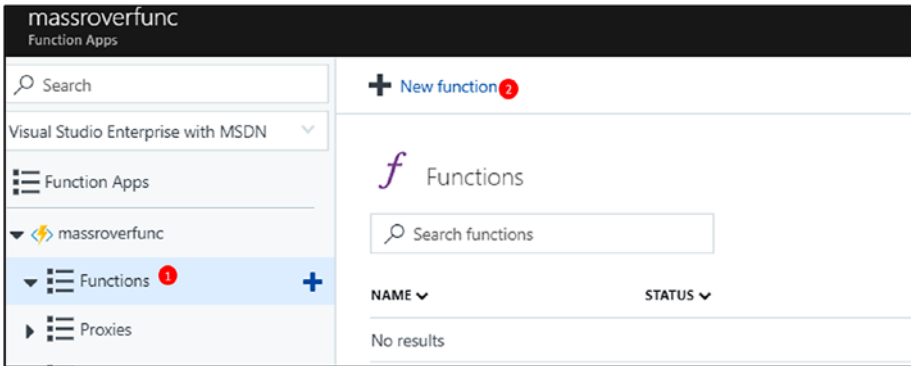 massroverfunc
Function Apps
Search
Visual Studio Enterprise with MSDN
Function Apps
massroverfunc
Functions 1
Proxies
New function 2
f Functions
Search functions
NAME STATUS
No results